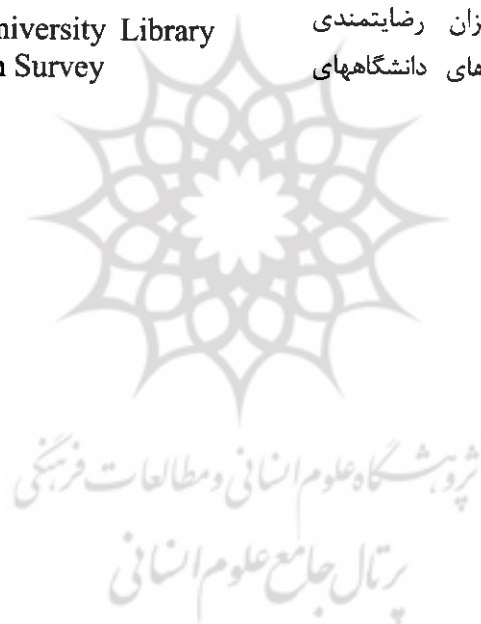 niversity Library
n Survey
زان رضایتمندی
های دانشگاههای
پژوهشگاه علوم انسانی و مطالعات فرهنگی
پرتال جامع علوم انسانی